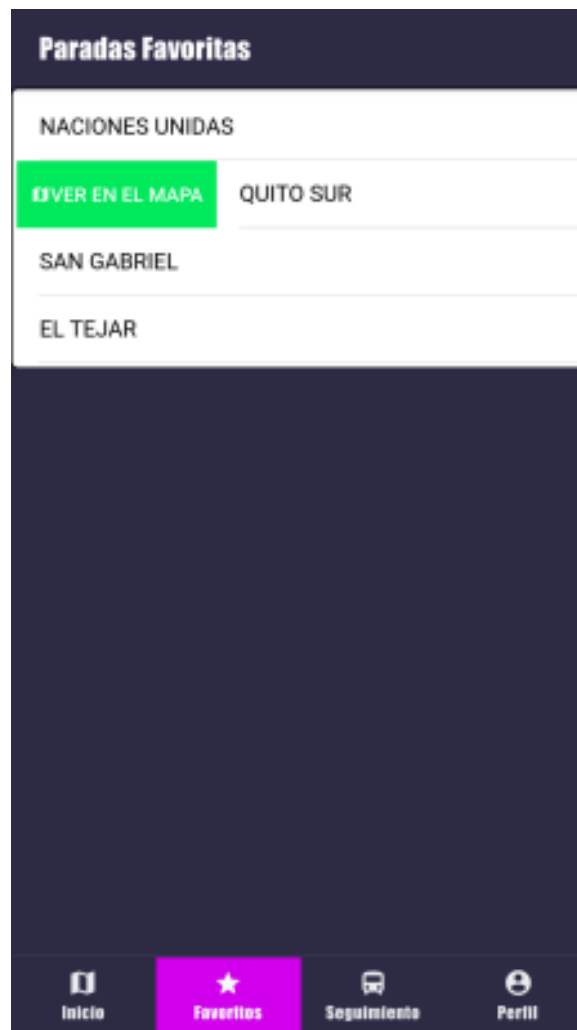 Paradas Favoritas
NACIONES UNIDAS
VER EN EL MAPA QUITO SUR
SAN GABRIEL
EL TEJAR
Inicio Favoritos Seguimiento Perfil